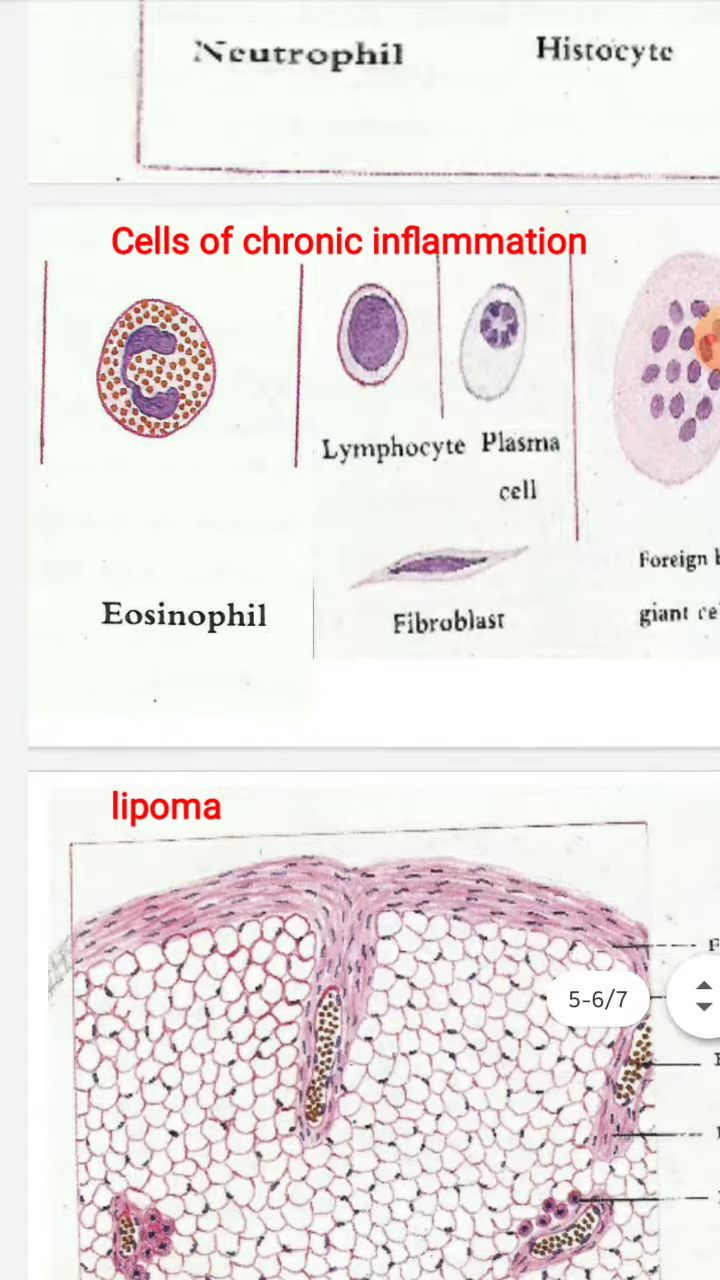 Neutrophil Histocyte
Cells of chronic inflammation
Lymphocyte Plasma
cell
Foreign
giant
Eosinophil
Fibroblast
lipoma
5-6/7